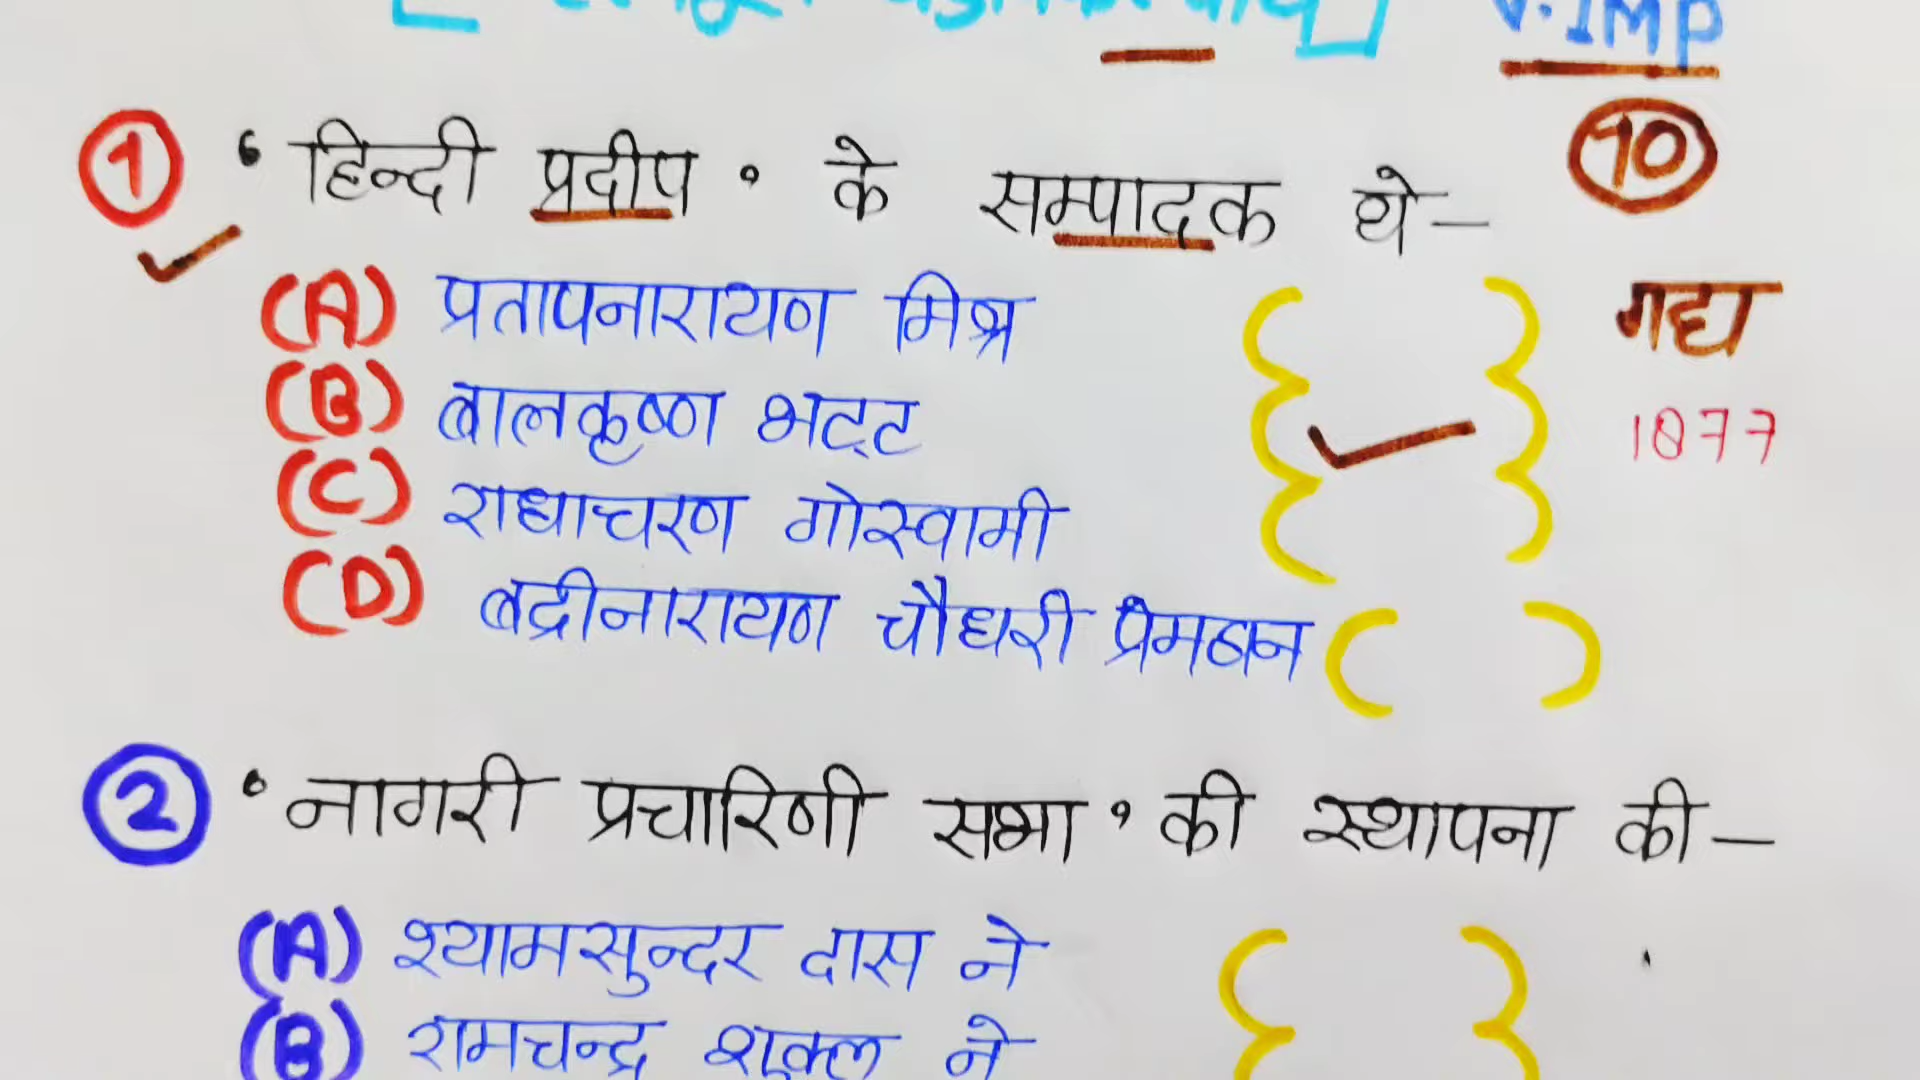 V. IMP
① ‘हिन्दी प्रदीप’ के सम्पादक थे –
⑩
(A) प्रतापनारायण मिश्र
गद्य
(B) बालकृष्ण भट्ट
1877
(C) राधाचरण गोस्वामी
(D) बद्रीनारायण चौधरी प्रेमघन
② ‘नागरी प्रचारिणी सभा’ की स्थापना की –
(A) श्यामसुन्दर दास ने
(B) रामचन्द्र शुक्ल ने